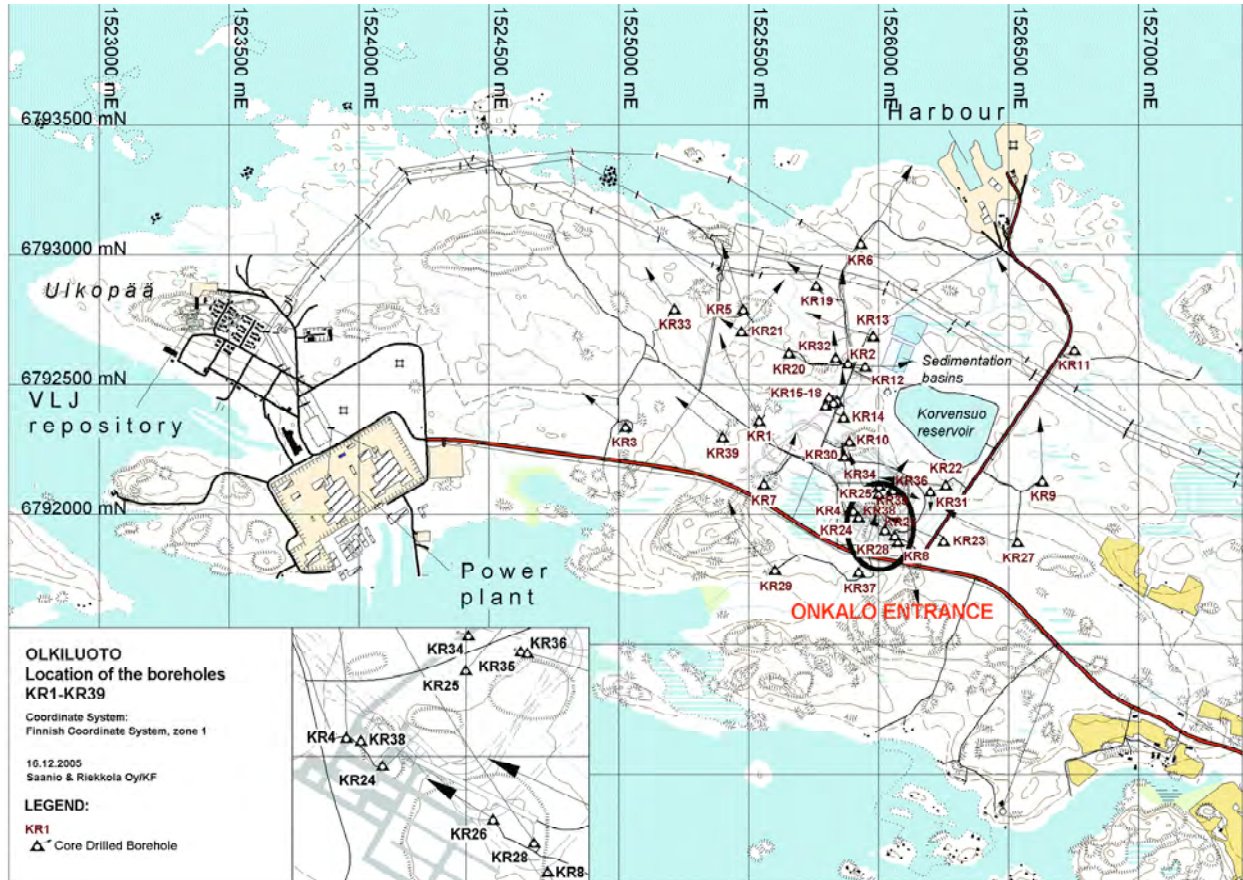 1523000 mE
1523500 mE
1524000 mE
1524500 mE
1525000 mE
1525500 mE
1526000 mE
1526500 mE
1527000 mE
6793500 mN
Harbour
6793000 mN
KR6
Ulkopää
KR19
KR5
KR33
KR21
KR13
KR32
KR2
KR20
Sedimentation
basins
KR11
6792500 mN
KR12
VLJ
repository
KR15-18
KR14
Korvensuo
reservoir
KR3
KR1
KR39
KR10
KR30
KR34
KR22
KR7
KR25
KR36
KR9
KR31
6792000 mN
KR4
KR38
KR24
KR28
KR8
KR23
KR27
Power
plant
KR29
KR37
ONKALO ENTRANCE
OLKILUOTO
Location of the boreholes
KR1-KR39
Coordinate System:
Finnish Coordinate System, zone 1
16.12.2005
Saanio & Riekkola Oy/KF
LEGEND:
KR1
Core Drilled Borehole
KR34
KR36
KR35
KR25
KR4
KR38
KR24
KR26
KR28
KR8